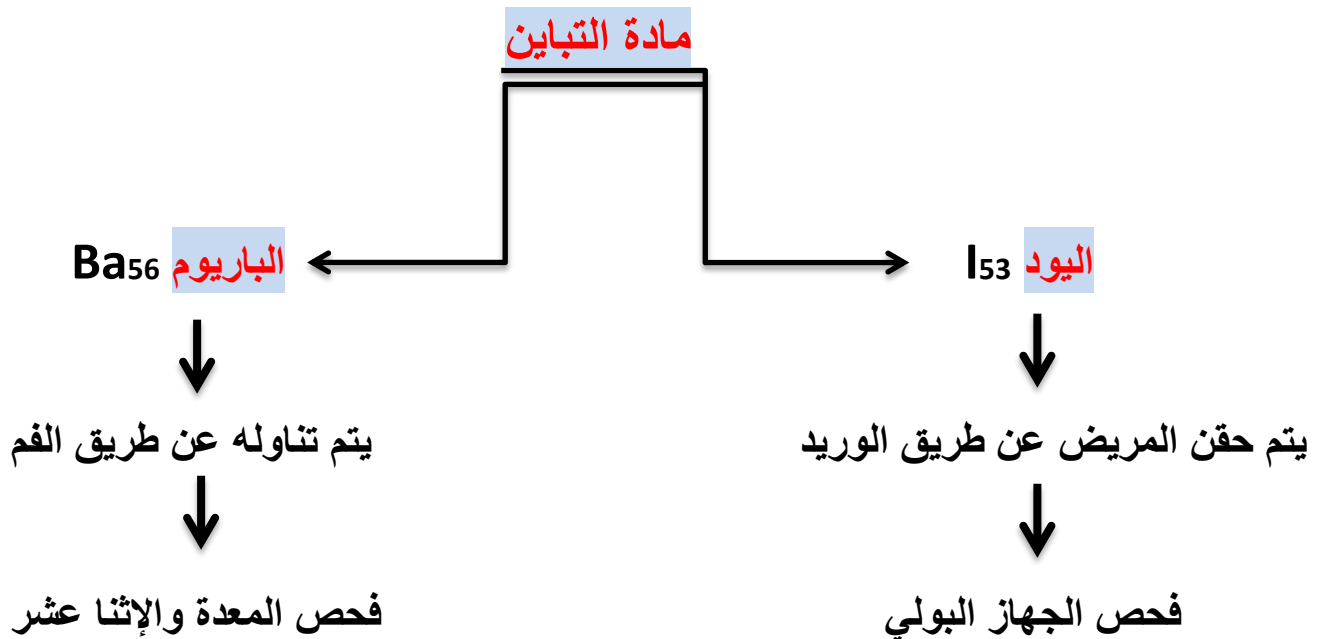 مادة التباين
اليود I53
الباريوم Ba56
يتم حقن المريض عن طريق الوريد
يتم تناوله عن طريق الفم
فحص الجهاز البولي
فحص المعدة والإثنا عشر